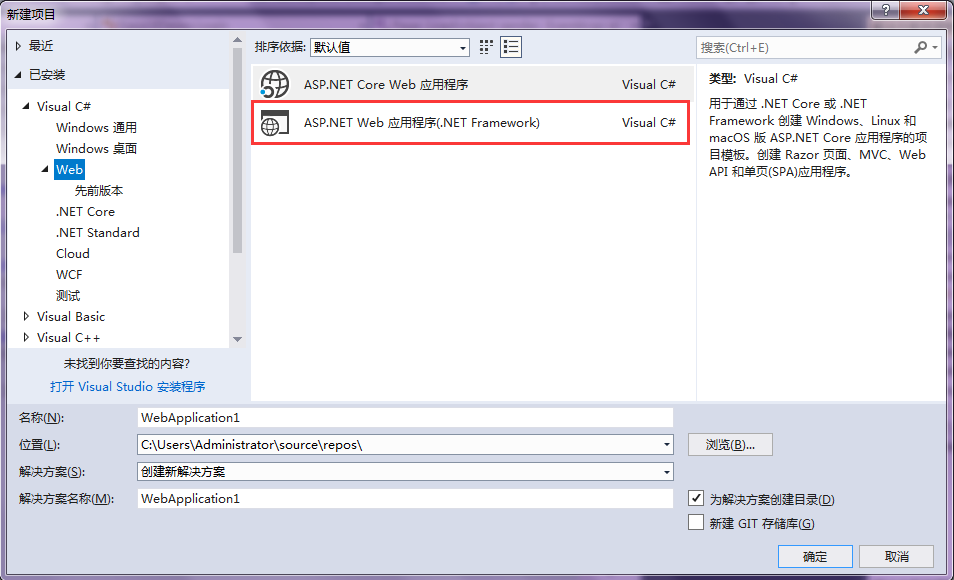 新建项目
最近
已安装
Visual C#
Windows 通用
Windows 桌面
Web
先前版本
.NET Core
.NET Standard
Cloud
WCF
测试
Visual Basic
Visual C++
未找到你要查找的内容?
打开 Visual Studio 安装程序
排序依据: 默认值
ASP.NET Core Web 应用程序 Visual C#
ASP.NET Web 应用程序(.NET Framework) Visual C#
搜索(Ctrl+E)
类型: Visual C#
用于通过 .NET Core 或 .NET
Framework 创建 Windows、Linux 和
macOS 版 ASP.NET Core 应用程序的项
目模板。创建 Razor 页面、MVC、Web
API 和单页(SPA)应用程序。
名称(N): WebApplication1
位置(L): C:\Users\Administrator\source\repos\ 浏览(B)...
解决方案(S): 创建新解决方案
解决方案名称(M): WebApplication1
为解决方案创建目录(D)
新建 GIT 存储库(G)
确定 取消